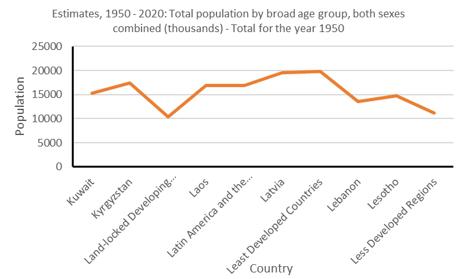 Estimates, 1950 - 2020: Total population by broad age group, both sexes
combined (thousands) - Total for the year 1950
25000
20000
15000
10000
5000
0
Population
Kuwait
Kyrgyzstan
Land-locked Developing...
Laos
Latin America and the...
Latvia
Least Developed Countries
Lebanon
Lesotho
Less Developed Regions
Country